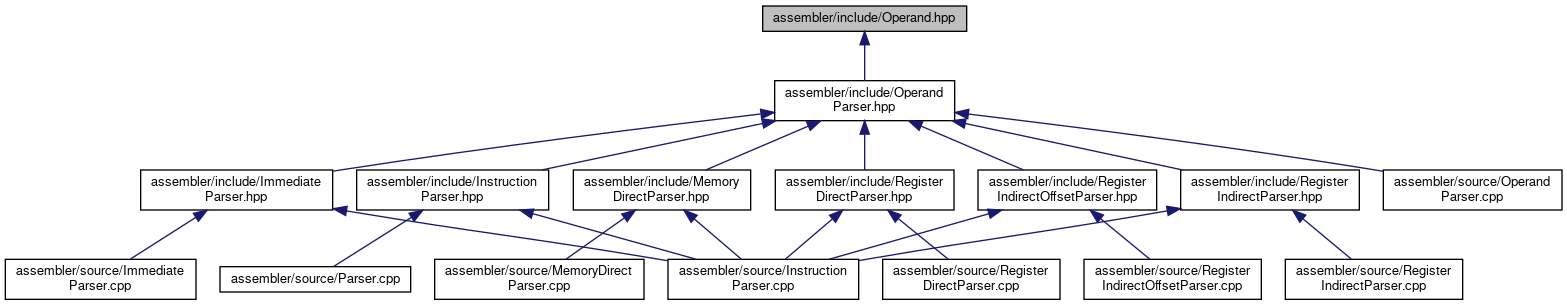 assembler/include/Operand.hpp
assembler/include/Operand
Parser.hpp
assembler/include/Immediate
Parser.hpp
assembler/include/Instruction
Parser.hpp
assembler/include/Memory
DirectParser.hpp
assembler/include/Register
DirectParser.hpp
assembler/include/Register
IndirectOffsetParser.hpp
assembler/include/Register
IndirectParser.hpp
assembler/source/Operand
Parser.cpp
assembler/source/Immediate
Parser.cpp
assembler/source/Parser.cpp
assembler/source/MemoryDirect
Parser.cpp
assembler/source/Instruction
Parser.cpp
assembler/source/Register
DirectParser.cpp
assembler/source/Register
IndirectOffsetParser.cpp
assembler/source/Register
IndirectParser.cpp